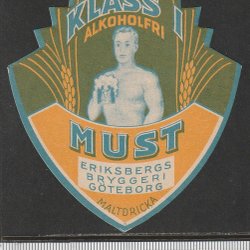 KLASS I
ALKOHOLFRI
MUST
ERIKSBERGS
BRYGGERI
GÖTEBORG
MALTDRICKA